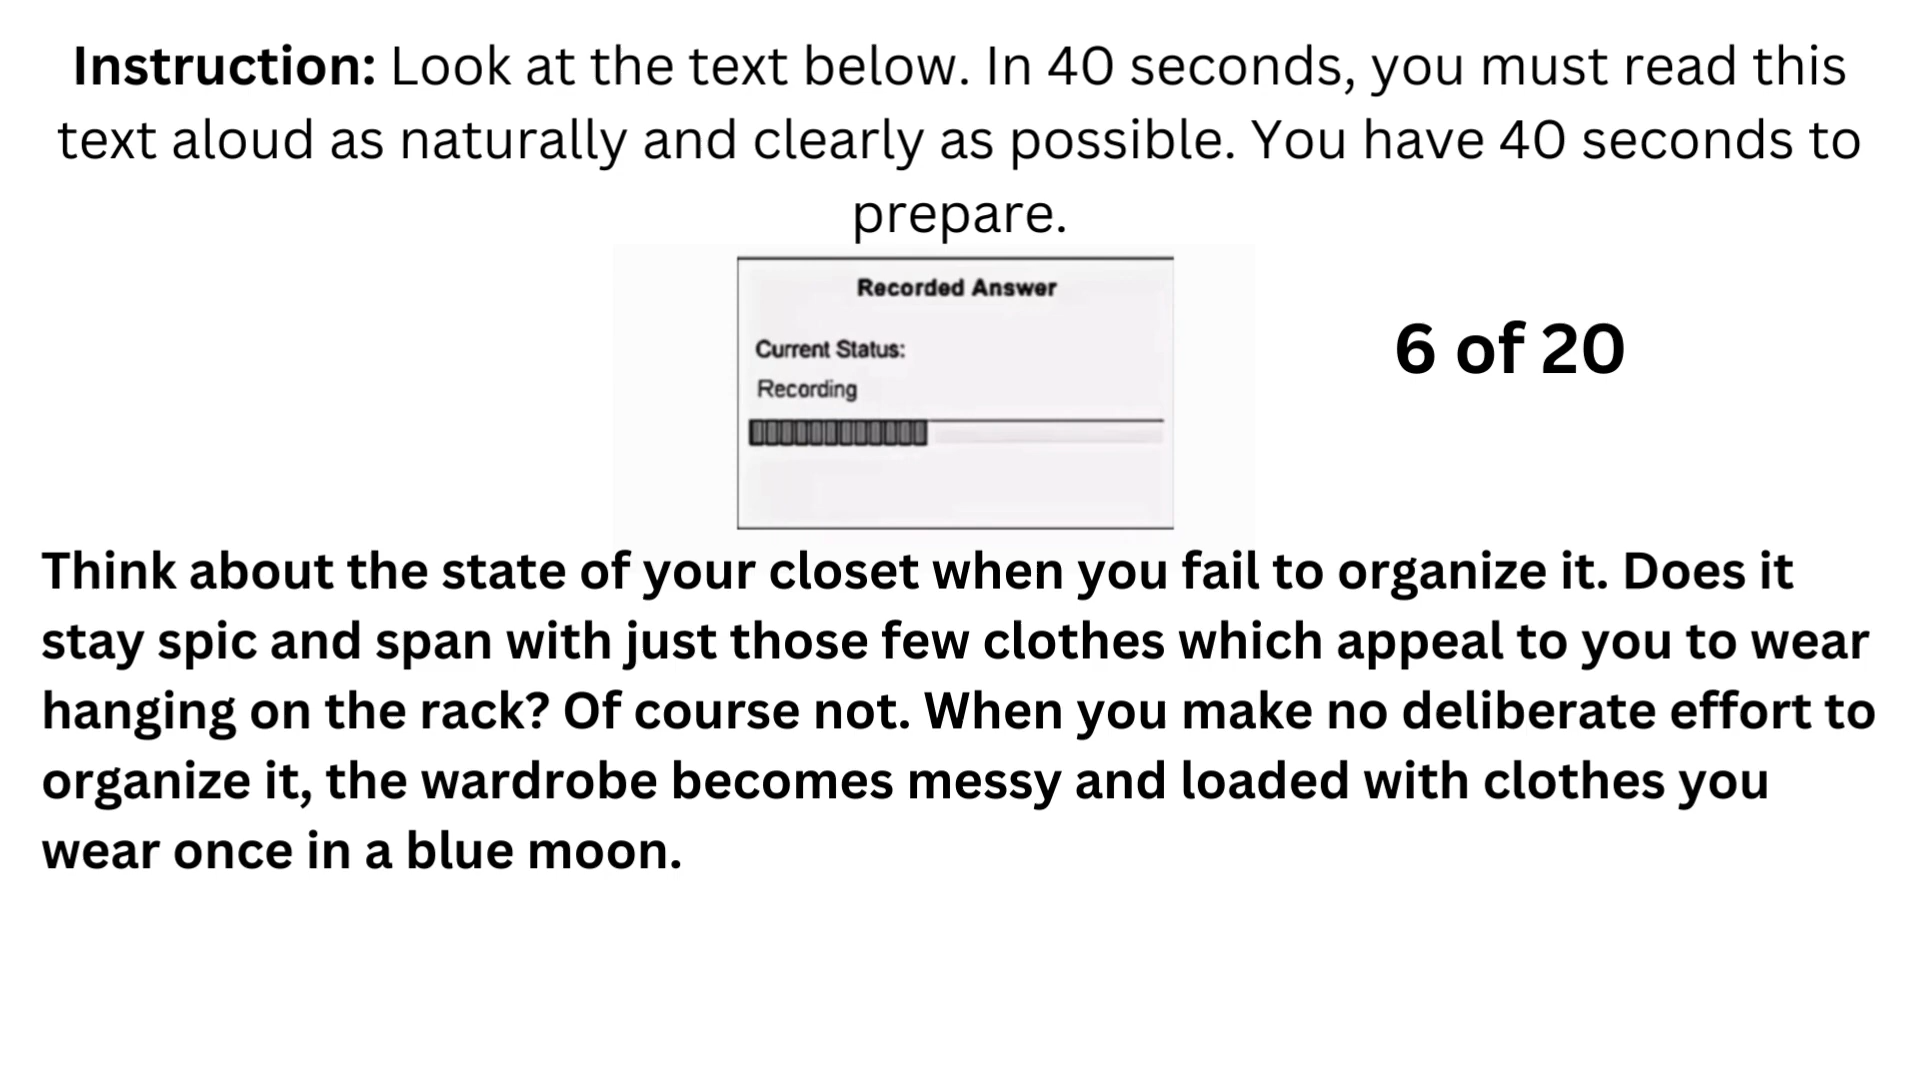 Instruction: Look at the text below. In 40 seconds, you must read this
text aloud as naturally and clearly as possible. You have 40 seconds to
prepare.
Recorded Answer
Current Status:
Recording
6 of 20
Think about the state of your closet when you fail to organize it. Does it
stay spic and span with just those few clothes which appeal to you to wear
hanging on the rack? Of course not. When you make no deliberate effort to
organize it, the wardrobe becomes messy and loaded with clothes you
wear once in a blue moon.